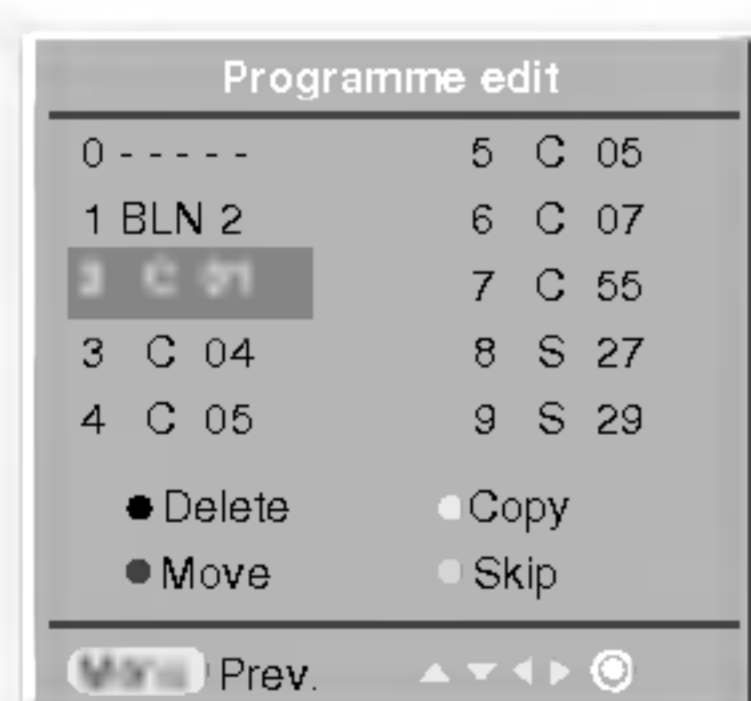 Programme edit
0 - - - - -
1 BLN 2
3 C 04
4 C 05
5 C 05
6 C 07
7 C 55
8 S 27
9 S 29
Delete
Copy
Move
Skip
Prev.